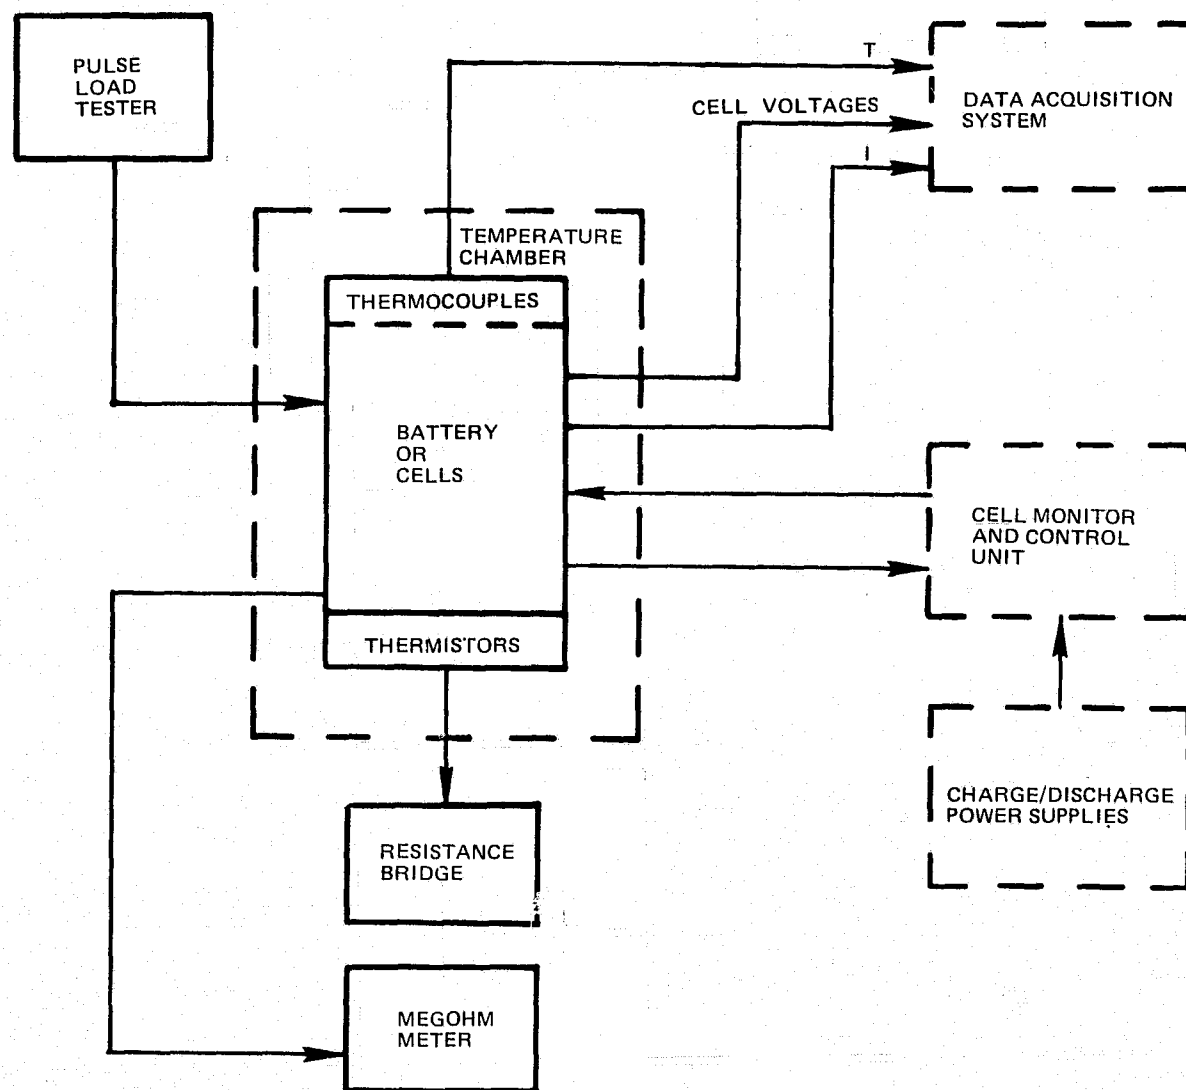 PULSE
LOAD
TESTER
T
CELL VOLTAGES
I
DATA ACQUISITION
SYSTEM
TEMPERATURE
CHAMBER
THERMOCOUPLES
BATTERY
OR
CELLS
THERMISTORS
CELL MONITOR
AND CONTROL
UNIT
CHARGE/DISCHARGE
POWER SUPPLIES
RESISTANCE
BRIDGE
MEGOHM
METER